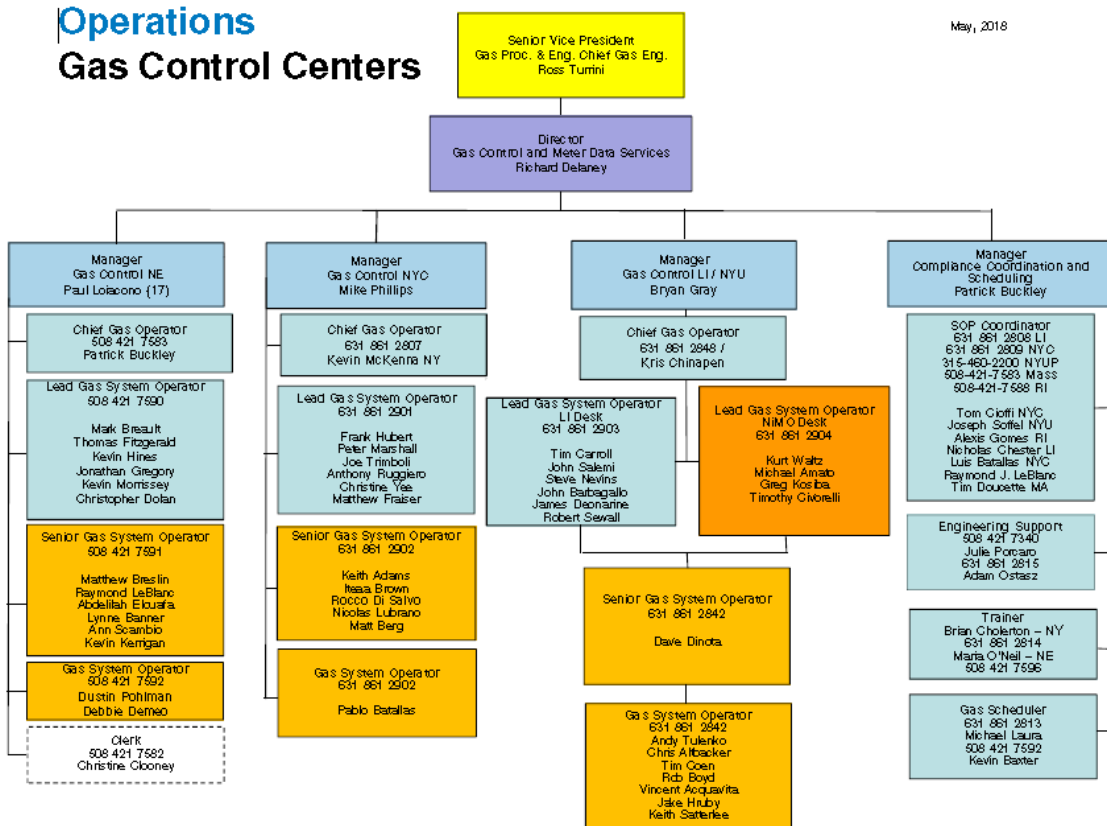 Operations
Gas Control Centers
May, 2018
Senior Vice President
Gas Proc. & Eng. Chief Gas Eng.
Ross Turrini
Director
Gas Control and Meter Data Services
Richard Delaney
Manager
Gas Control NE
Paul Loiacono (17)
Chief Gas Operator
508 421 7583
Patrick Buckley
Lead Gas System Operator
508 421 7590
Mark Breault
Thomas Fitzgerald
Kevin Hines
Jonathan Gregory
Kevin Morrissey
Christopher Dolan
Senior Gas System Operator
508 421 7591
Matthew Breslin
Raymond LeBlanc
Abdelilah Elouafa
Lynne Banner
Ann Scambio
Kevin Kerrigan
Gas System Operator
508 421 7592
Dustin Pohlman
Debbie Demeo
Clerk
508 421 7582
Christine Clooney
Manager
Gas Control NYC
Mike Phillips
Chief Gas Operator
631 861 2807
Kevin McKenna NY
Lead Gas System Operator
631 861 2901
Frank Hubert
Peter Marshall
Joe Trimboli
Anthony Ruggiero
Christine Yee
Matthew Fraiser
Senior Gas System Operator
631 861 2902
Keith Adams
Iteaa Brown
Rocco Di Salvo
Nicolas Lubrano
Matt Berg
Gas System Operator
631 861 2902
Pablo Batallas
Manager
Gas Control LI / NYU
Bryan Gray
Chief Gas Operator
631 861 2848 /
Kris Chinapen
Lead Gas System Operator
LI Desk
631 861 2903
Tim Carroll
John Salemi
Steve Nevins
John Barbagallo
James Deonarine
Robert Sewall
Lead Gas System Operator
NiMO Desk
631 861 2904
Kurt Waltz
Michael Amato
Greg Kosiba
Timothy Civorelli
Senior Gas System Operator
631 861 2842
Dave Dinota
Gas System Operator
631 861 2842
Andy Tulenko
Chris Altbacker
Tim Coen
Rob Boyd
Vincent Acquavita
Jake Hruby
Keith Satterlee
Manager
Compliance Coordination and
Scheduling
Patrick Buckley
SOP Coordinator
631 861 2808 LI
631 861 2809 NYC
315-460-2200 NYUP
508-421-7583 Mass
508-421-7588 RI
Tom Cioffi NYC
Joseph Soffel NYU
Alexis Gomes RI
Nicholas Chester LI
Luis Batallas NYC
Raymond J. LeBlanc
Tim Doucette MA
Engineering Support
508 421 7340
Julie Porcaro
631 861 2815
Adam Ostasz
Trainer
Brian Cholerton – NY
631 861 2814
Maria O'Neil – NE
508 421 7596
Gas Scheduler
631 861 2813
Michael Laura
508 421 7592
Kevin Baxter